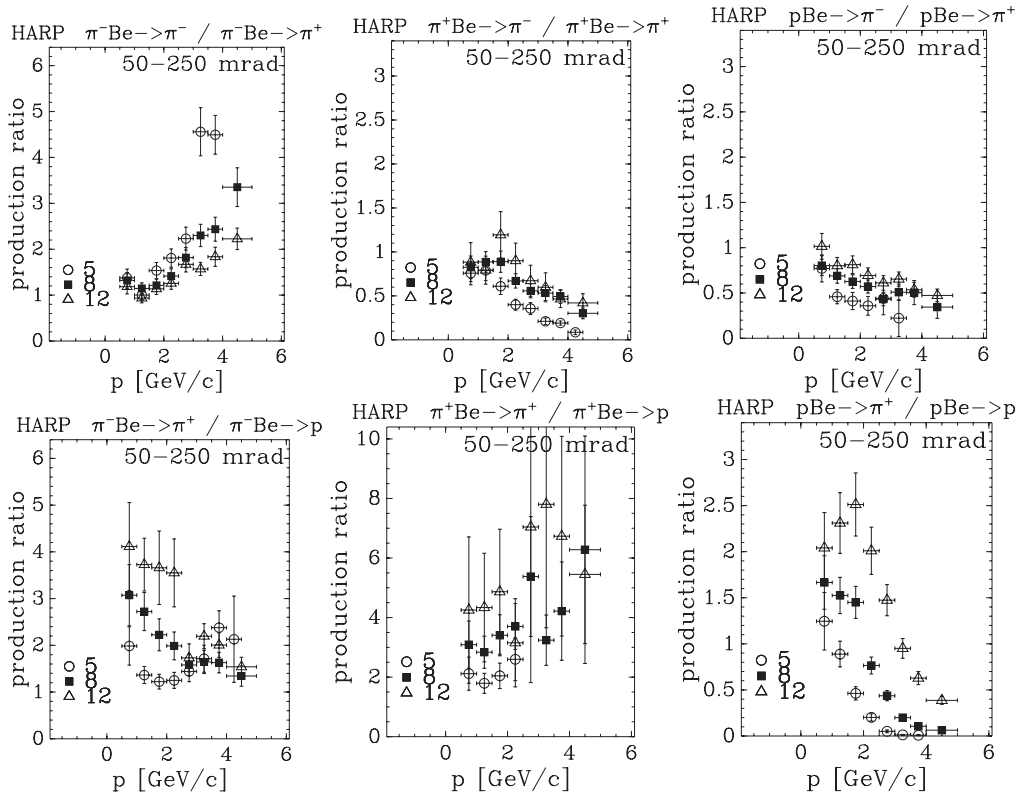 HARP π⁻Be->π⁻ / π⁻Be->π⁺
50-250 mrad
production ratio
6
5
4
3
2
1
0
5
8
12
0 2 4 6
p [GeV/c]
HARP π⁺Be->π⁻ / π⁺Be->π⁺
50-250 mrad
production ratio
3
2.5
2
1.5
1
0.5
0
5
8
12
0 2 4 6
p [GeV/c]
HARP pBe->π⁻ / pBe->π⁺
50-250 mrad
production ratio
3
2.5
2
1.5
1
0.5
0
5
8
12
0 2 4 6
p [GeV/c]
HARP π⁻Be->π⁺ / π⁻Be->p
50-250 mrad
production ratio
6
5
4
3
2
1
0
5
8
12
0 2 4 6
p [GeV/c]
HARP π⁺Be->π⁺ / π⁺Be->p
50-250 mrad
production ratio
10
8
6
4
2
0
5
8
12
0 2 4 6
p [GeV/c]
HARP pBe->π⁺ / pBe->p
50-250 mrad
production ratio
3
2.5
2
1.5
1
0.5
0
5
8
12
0 2 4 6
p [GeV/c]